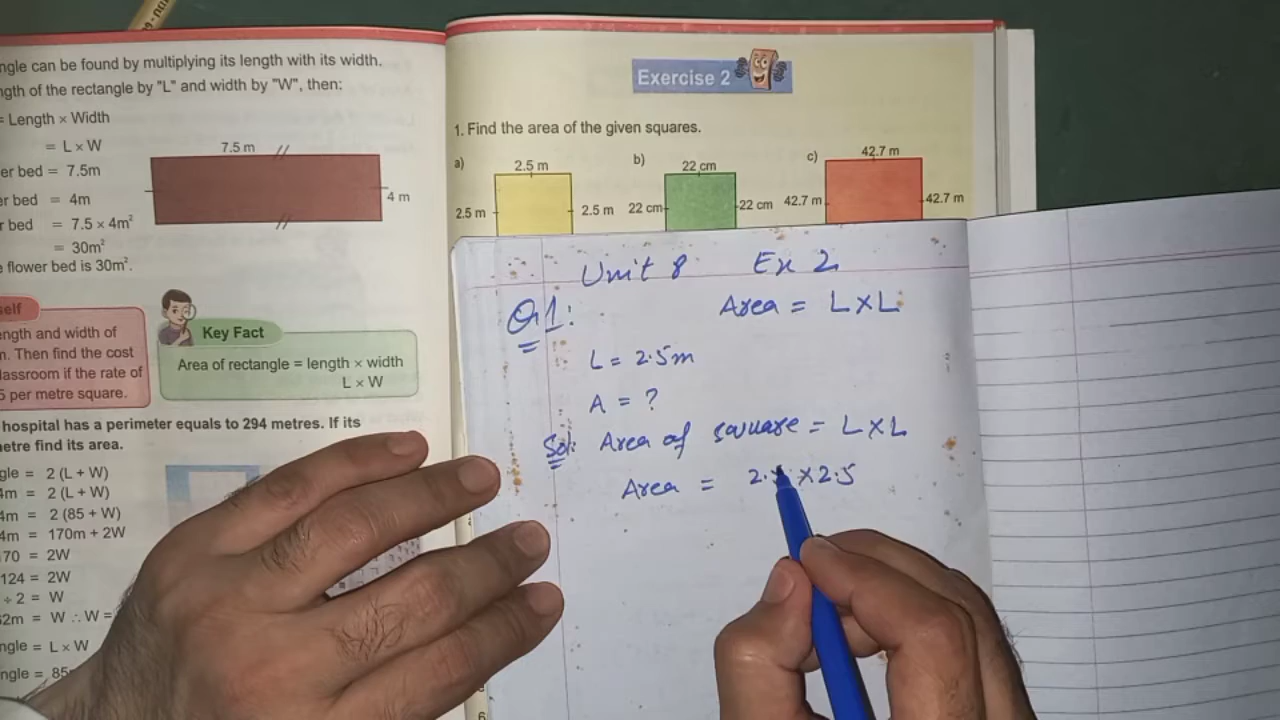 ngle can be found by multiplying its length with its width.
ngth of the rectangle by "L" and width by "W", then:
= Length × Width
= L × W
er bed = 7.5m
er bed = 4m
r bed = 7.5 × 4m²
= 30m²
e flower bed is 30m².
7.5 m
4 m
self
ength and width of
m. Then find the cost
lassroom if the rate of
5 per metre square.
Key Fact
Area of rectangle = length × width
L × W
hospital has a perimeter equals to 294 metres. If its
etre find its area.
gle = 2 (L + W)
4m = 2 (L + W)
4m = 2 (85 + W)
4m = 170m + 2W
170 = 2W
124 = 2W
÷ 2 = W
62m = W ∴ W =
ngle = L × W
ngle = 85
Exercise 2
1. Find the area of the given squares.
a)
2.5 m
2.5 m
2.5 m
b)
22 cm
22 cm
22 cm
c)
42.7 m
42.7 m
42.7 m
Unit 8 Ex 2
Q1: Area = L×L
L = 2.5m
A = ?
Sol: Area of square = L×L
Area = 2.5×2.5
6